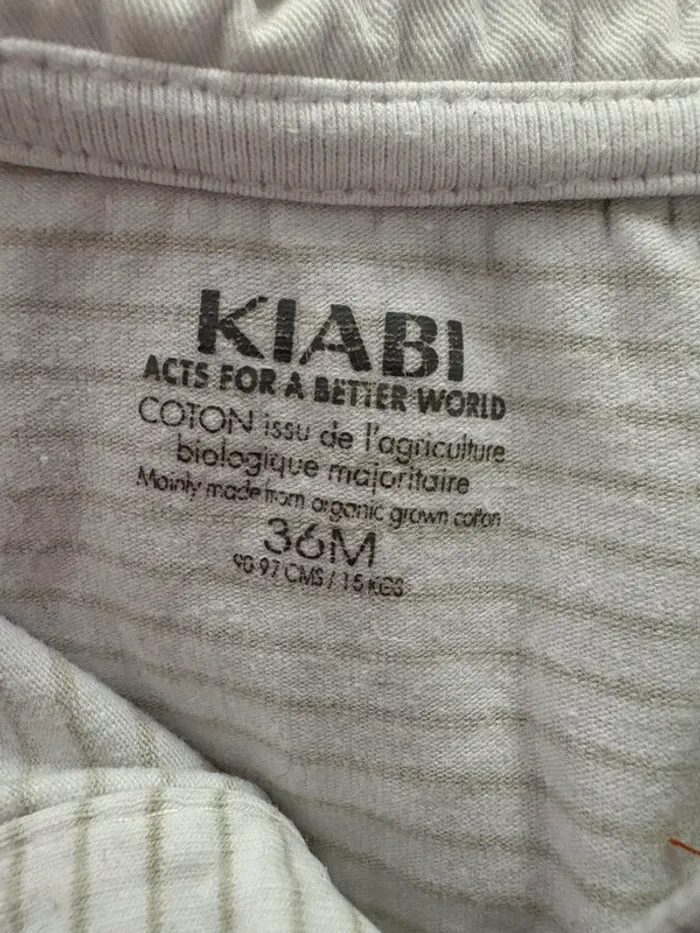 KIABI
ACTS FOR A BETTER WORLD
COTON issu de l'agriculture
biologique majoritaire
Mainly made from organic grown coton
36M
90-97 CMS / 15 KGS